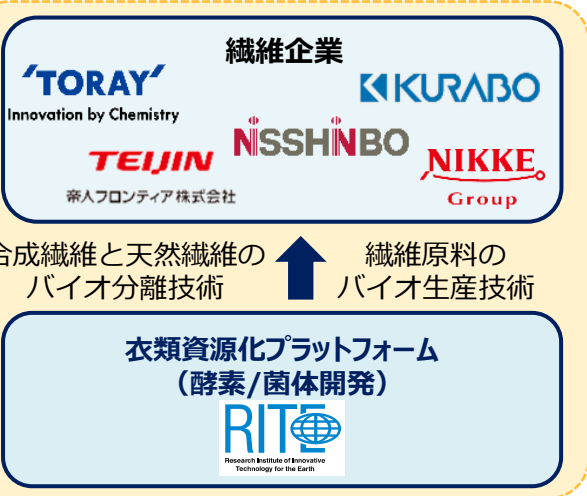 繊維企業
'TORAY'
Innovation by Chemistry
KURABO
NISSHINBO
TEIJIN
帝人フロンティア株式会社
NIKKE
Group
合成繊維と天然繊維の
バイオ分離技術
繊維原料の
バイオ生産技術
衣類資源化プラットフォーム
（酵素/菌体開発）
RITE
Research Institute of Innovative
Technology for the Earth